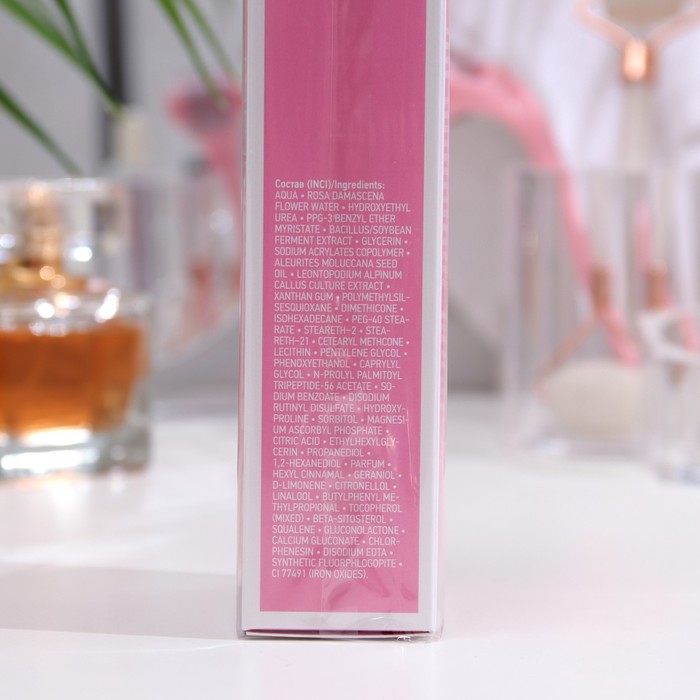 Состав (INCI)/Ingredients:
AQUA • ROSA DAMASCENA
FLOWER WATER • HYDROXYETHYL
UREA • PPG-3 BENZYL ETHER
MYRISTATE • BACILLUS/SOYBEAN
FERMENT EXTRACT • GLYCERIN •
SODIUM ACRYLATES COPOLYMER •
ALEURITES MOLUCCANA SEED
OIL • LEONTOPODIUM ALPINUM
CALLUS CULTURE EXTRACT •
XANTHAN GUM • POLYMETHYLSIL-
SESQUIOXANE • DIMETHICONE •
ISOHEXADECANE • PEG-40 STEA-
RATE • STEARETH-2 • STEA-
RETH-21 • CETEARYL METHCONE •
LECITHIN • PENTYLENE GLYCOL •
PHENOXYETHANOL • CAPRYLYL
GLYCOL • N-PROLYL PALMITOYL
TRIPEPTIDE-56 ACETATE • SO-
DIUM BENZOATE • DISODIUM
RUTINYL DISULFATE • HYDROXY-
PROLINE • SORBITOL • MAGNESI-
UM ASCORBYL PHOSPHATE •
CITRIC ACID • ETHYLHEXYLGLY-
CERIN • PROPANEDIOL •
1,2-HEXANEDIOL • PARFUM •
HEXYL CINNAMAL • GERANIOL •
D-LIMONENE • CITRONELLOL •
LINALOOL • BUTYLPHENYL ME-
THYLPROPIONAL • TOCOPHEROL
(MIXED) • BETA-SITOSTEROL •
SQUALENE • GLUCONOLACTONE •
CALCIUM GLUCONATE • CHLOR-
PHENESIN • DISODIUM EDTA •
SYNTHETIC FLUORPHLOGOPITE •
CI 77491 (IRON OXIDES).